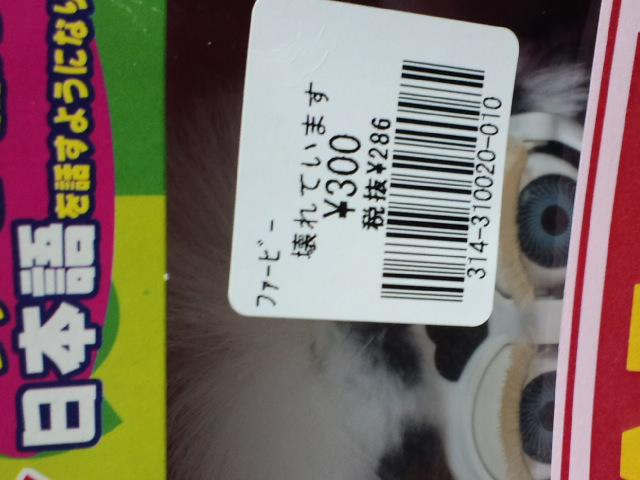 ファービー
壊れています
¥300
税抜¥286
314-310020-010
日本語を話すようにな